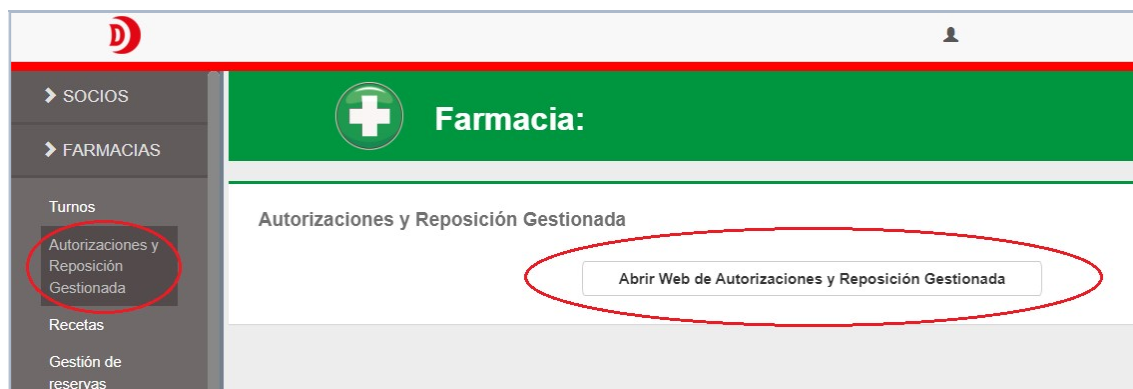 D
SOCIOS
FARMACIAS
Turnos
Autorizaciones y
Reposición
Gestionada
Recetas
Gestión de
reservas
Farmacia:
Autorizaciones y Reposición Gestionada
Abrir Web de Autorizaciones y Reposición Gestionada